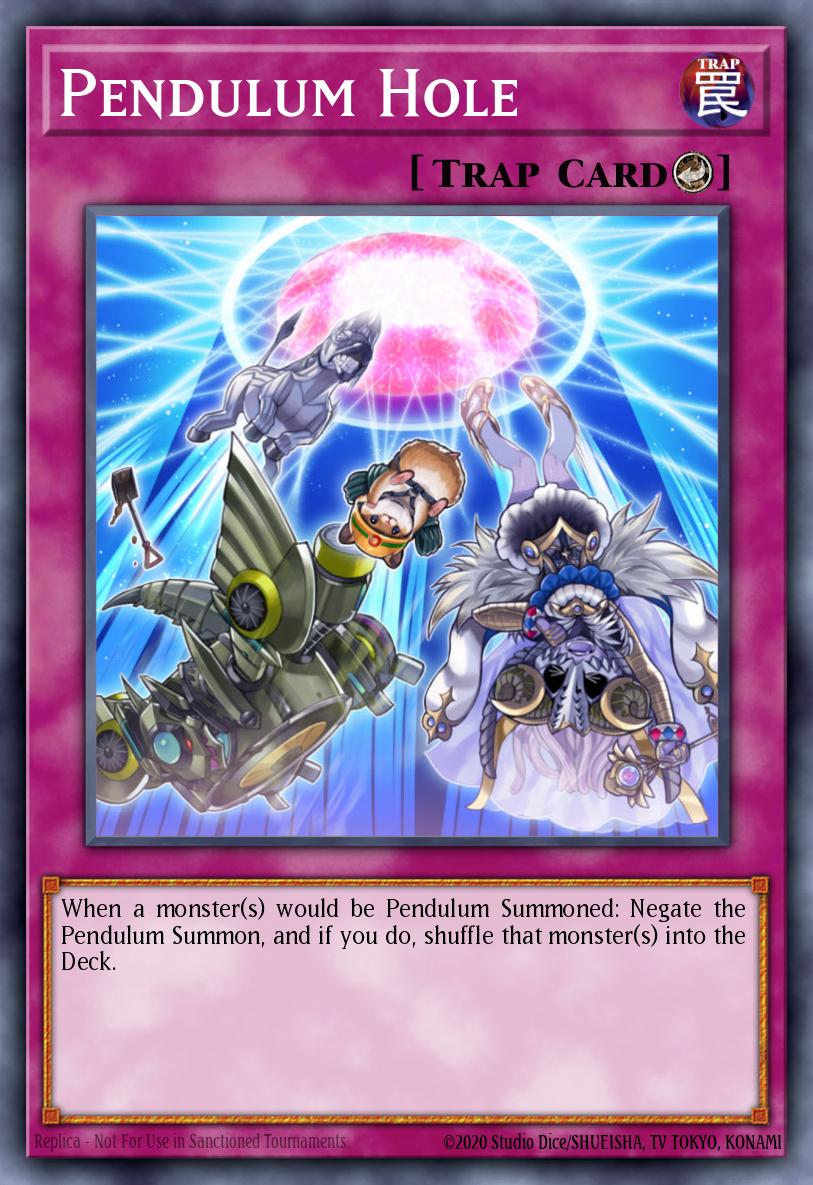 Pendulum Hole
TRAP
罠
[ Trap Card ]
When a monster(s) would be Pendulum Summoned: Negate the
Pendulum Summon, and if you do, shuffle that monster(s) into the
Deck.
Replica - Not For Use in Sanctioned Tournaments.
©2020 Studio Dice/SHUEISHA, TV TOKYO, KONAMI